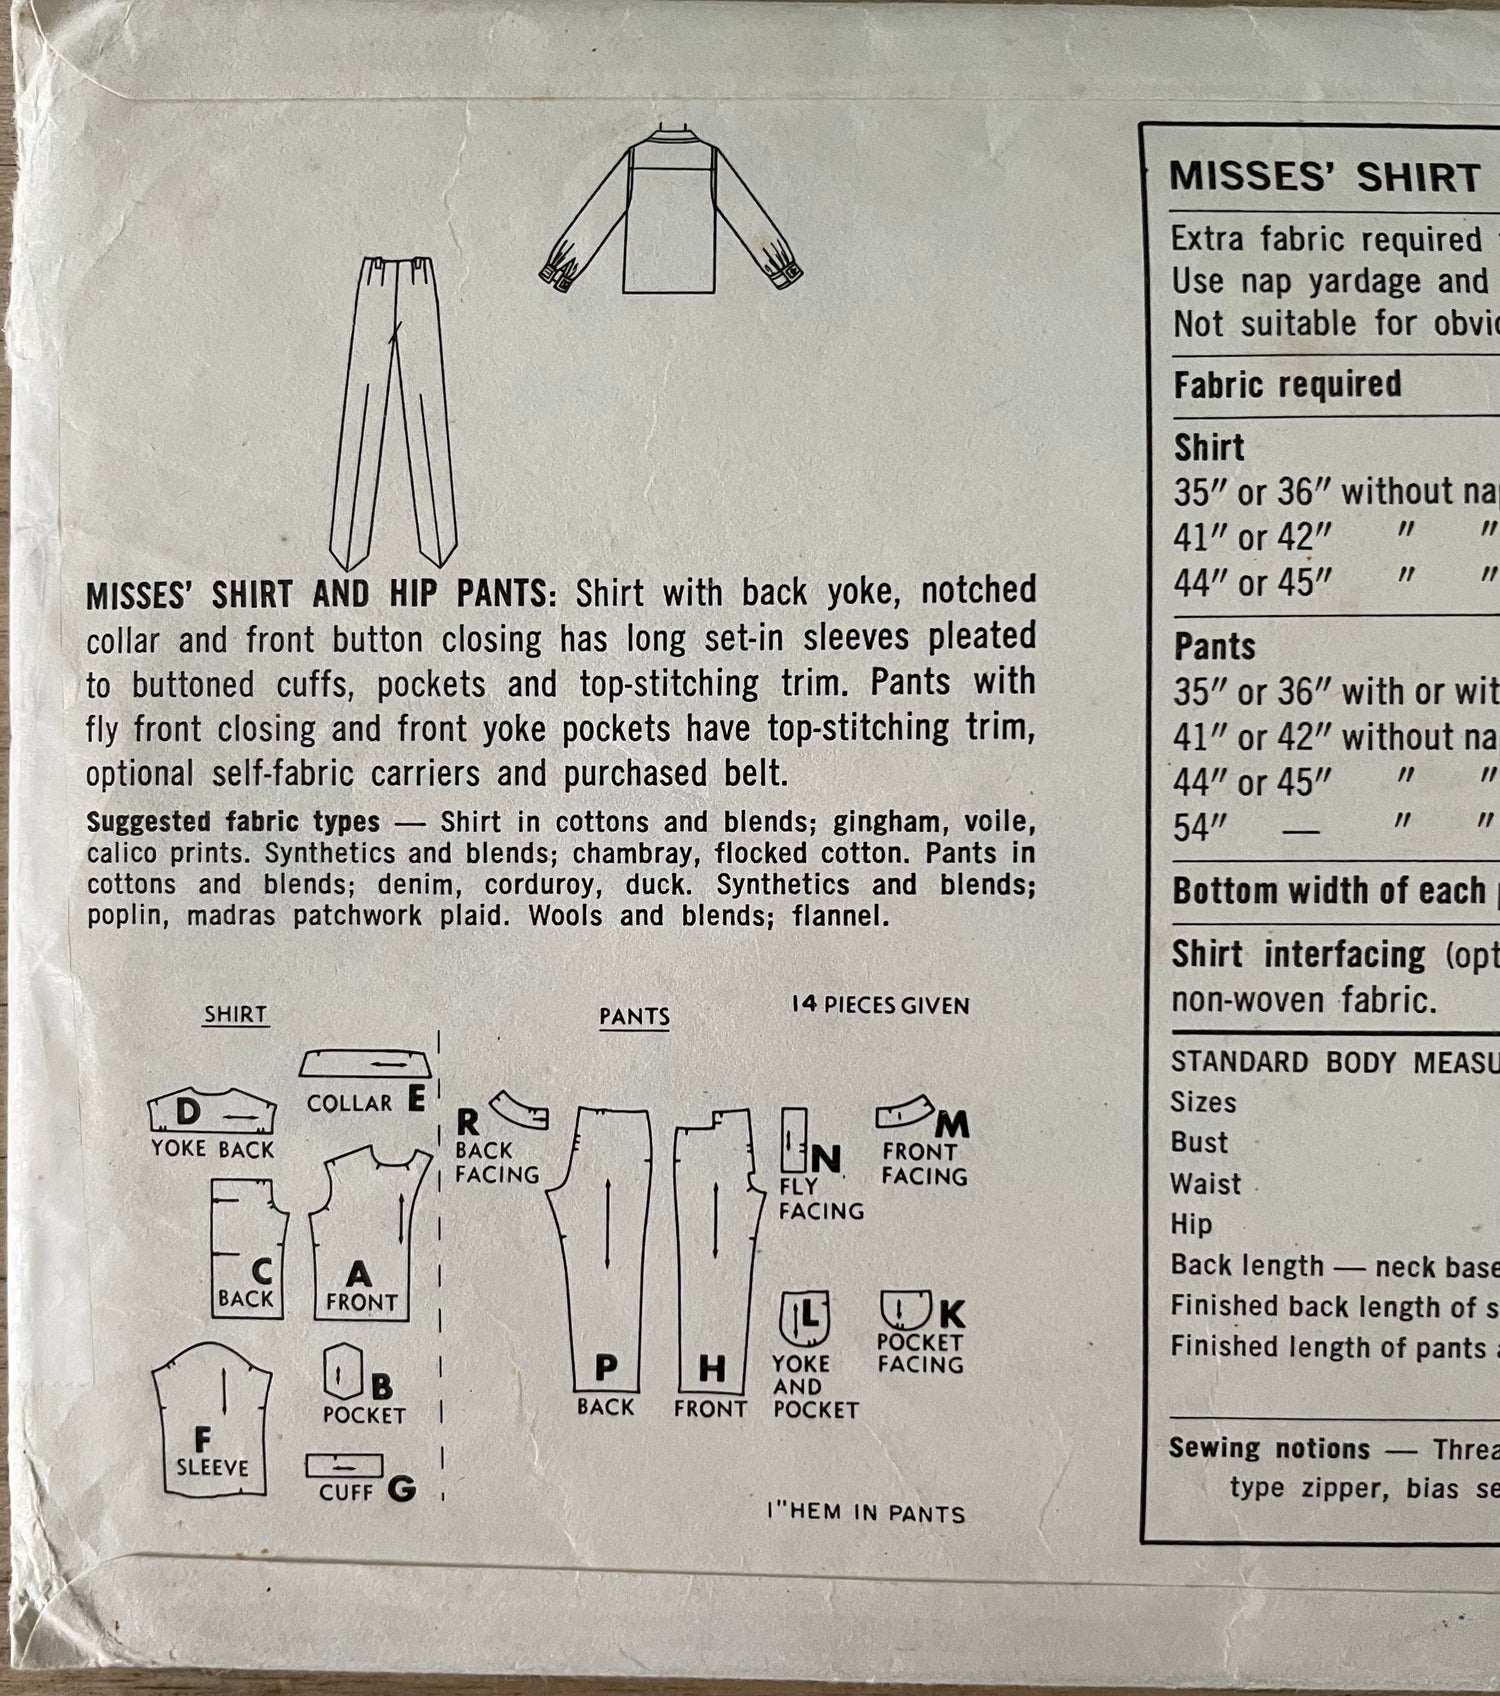 MISSES' SHIRT AND HIP PANTS: Shirt with back yoke, notched
collar and front button closing has long set-in sleeves pleated
to buttoned cuffs, pockets and top-stitching trim. Pants with
fly front closing and front yoke pockets have top-stitching trim,
optional self-fabric carriers and purchased belt.
Suggested fabric types — Shirt in cottons and blends; gingham, voile,
calico prints. Synthetics and blends; chambray, flocked cotton. Pants in
cottons and blends; denim, corduroy, duck. Synthetics and blends;
poplin, madras patchwork plaid. Wools and blends; flannel.
SHIRT
PANTS
14 PIECES GIVEN
D
YOKE BACK
COLLAR E
C
BACK
A
FRONT
F
SLEEVE
B
POCKET
CUFF G
R
BACK
FACING
P
BACK
H
FRONT
N
FLY
FACING
M
FRONT
FACING
L
YOKE
AND
POCKET
K
POCKET
FACING
1" HEM IN PANTS
MISSES' SHIRT
Extra fabric required
Use nap yardage and
Not suitable for
Fabric required
Shirt
35" or 36" without
41" or 42" " "
44" or 45" " "
Pants
35" or 36" with or
41" or 42" without
44" or 45" " "
54" — " "
Bottom width of each
Shirt interfacing
non-woven fabric.
STANDARD BODY
Sizes
Bust
Waist
Hip
Back length — neck base
Finished back length of
Finished length of pants
Sewing notions —
type zipper, bias